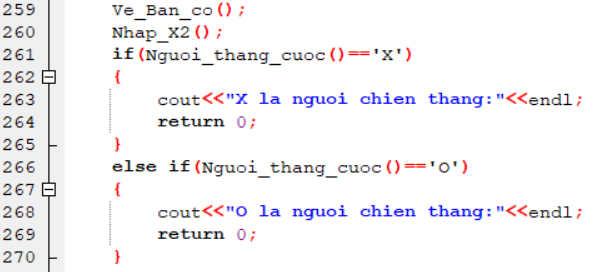 259 Ve_Ban_co();
260 Nhap_X2();
261 if(Nguoi_thang_cuoc()=='X')
262 {
263 cout<<"X la nguoi chien thang:"<<endl;
264 return 0;
265 }
266 else if(Nguoi_thang_cuoc()=='O')
267 {
268 cout<<"O la nguoi chien thang:"<<endl;
269 return 0;
270 }